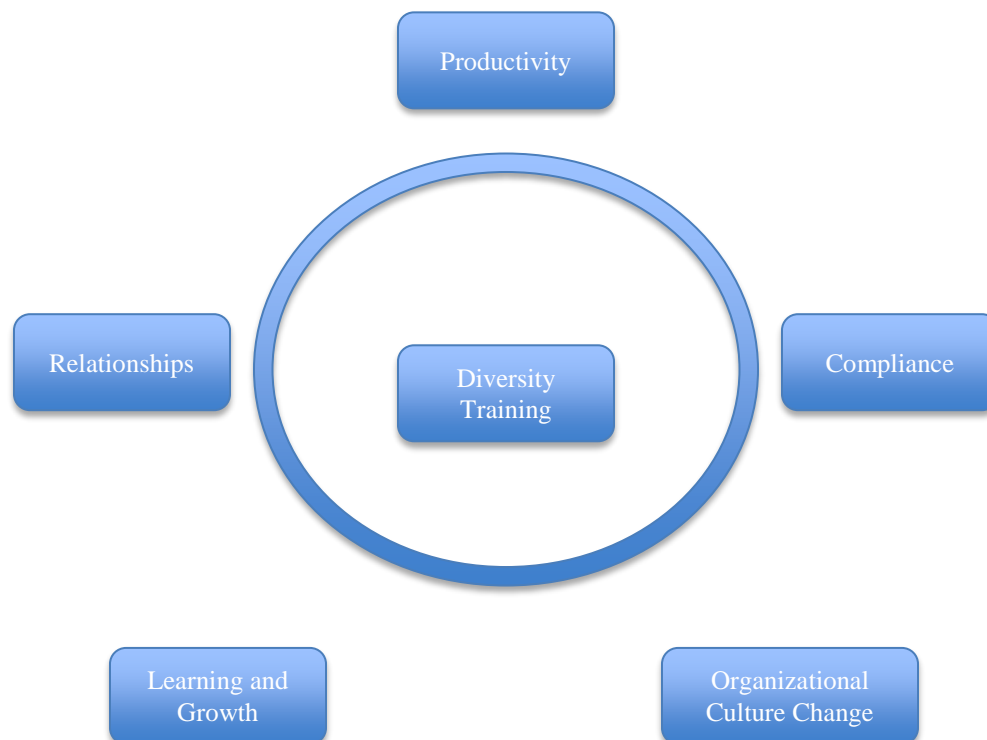 Productivity
Relationships
Diversity
Training
Compliance
Learning and
Growth
Organizational
Culture Change